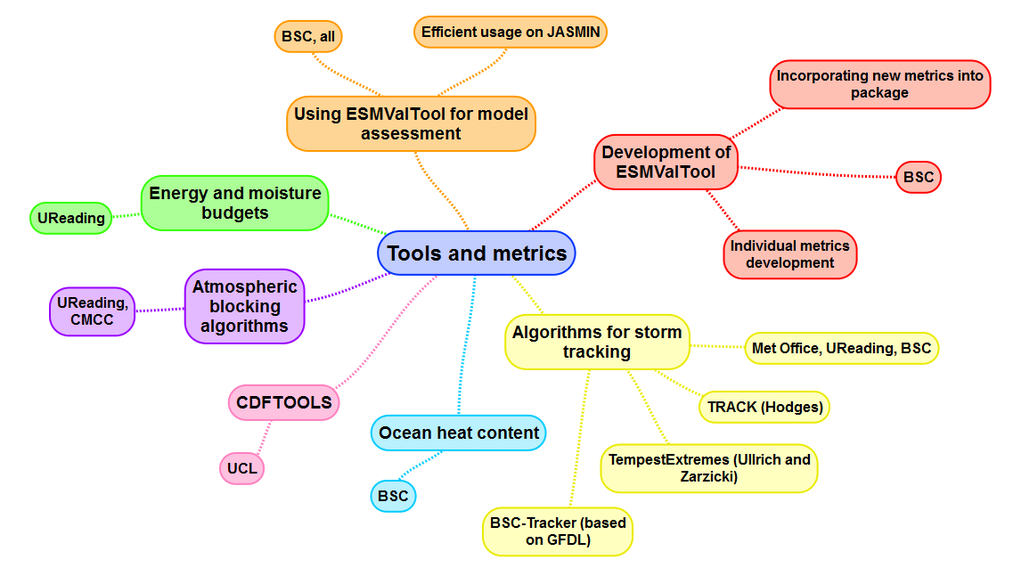 BSC, all
Efficient usage on JASMIN
Using ESMValTool for model
assessment
Incorporating new metrics into
package
Development of
ESMValTool
BSC
Individual metrics
development
Energy and moisture
budgets
UReading
Tools and metrics
Atmospheric
blocking
algorithms
UReading,
CMCC
Algorithms for storm
tracking
Met Office, UReading, BSC
TRACK (Hodges)
TempestExtremes (Ullrich and
Zarzicki)
BSC-Tracker (based
on GFDL)
CDFTOOLS
UCL
Ocean heat content
BSC